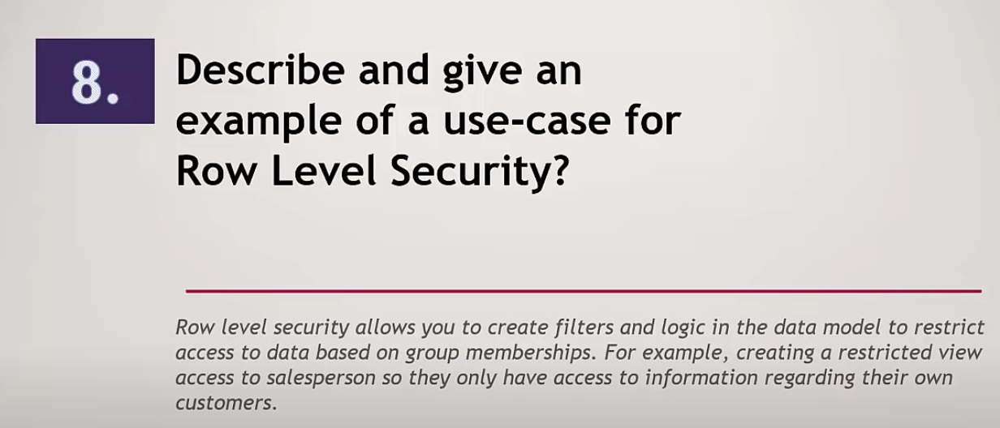 8.
Describe and give an
example of a use-case for
Row Level Security?
Row level security allows you to create filters and logic in the data model to restrict
access to data based on group memberships. For example, creating a restricted view
access to salesperson so they only have access to information regarding their own
customers.